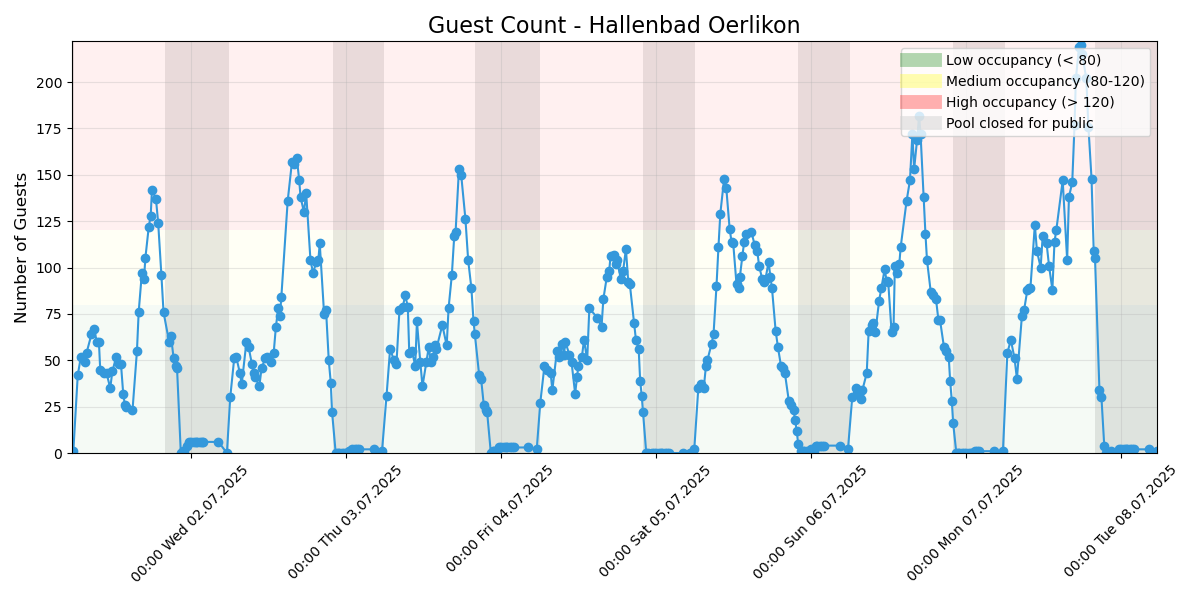 Guest Count - Hallenbad Oerlikon
Number of Guests
200
175
150
125
100
75
50
25
0
Low occupancy (< 80)
Medium occupancy (80-120)
High occupancy (> 120)
Pool closed for public
00:00 Wed 02.07.2025
00:00 Thu 03.07.2025
00:00 Fri 04.07.2025
00:00 Sat 05.07.2025
00:00 Sun 06.07.2025
00:00 Mon 07.07.2025
00:00 Tue 08.07.2025